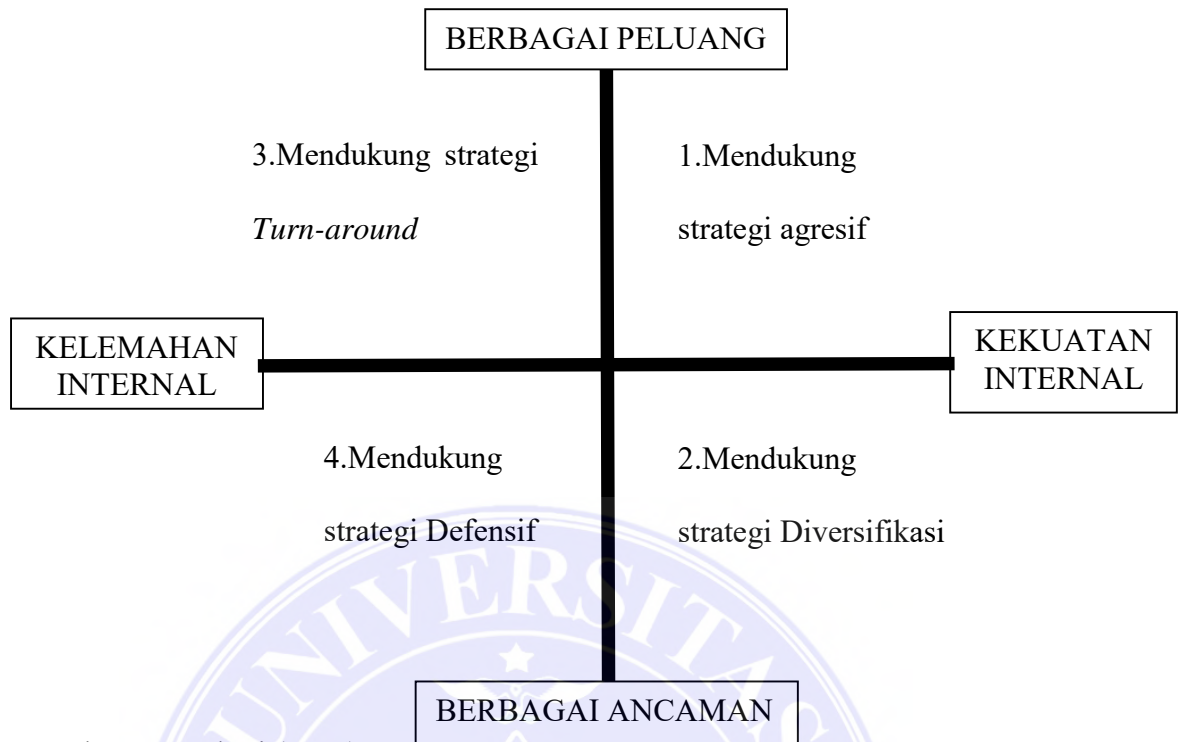 BERBAGAI PELUANG
3.Mendukung strategi
Turn-around
1.Mendukung
strategi agresif
KELEMAHAN
INTERNAL
KEKUATAN
INTERNAL
4.Mendukung
strategi Defensif
2.Mendukung
strategi Diversifikasi
UNIVERSITAS
BERBAGAI ANCAMAN